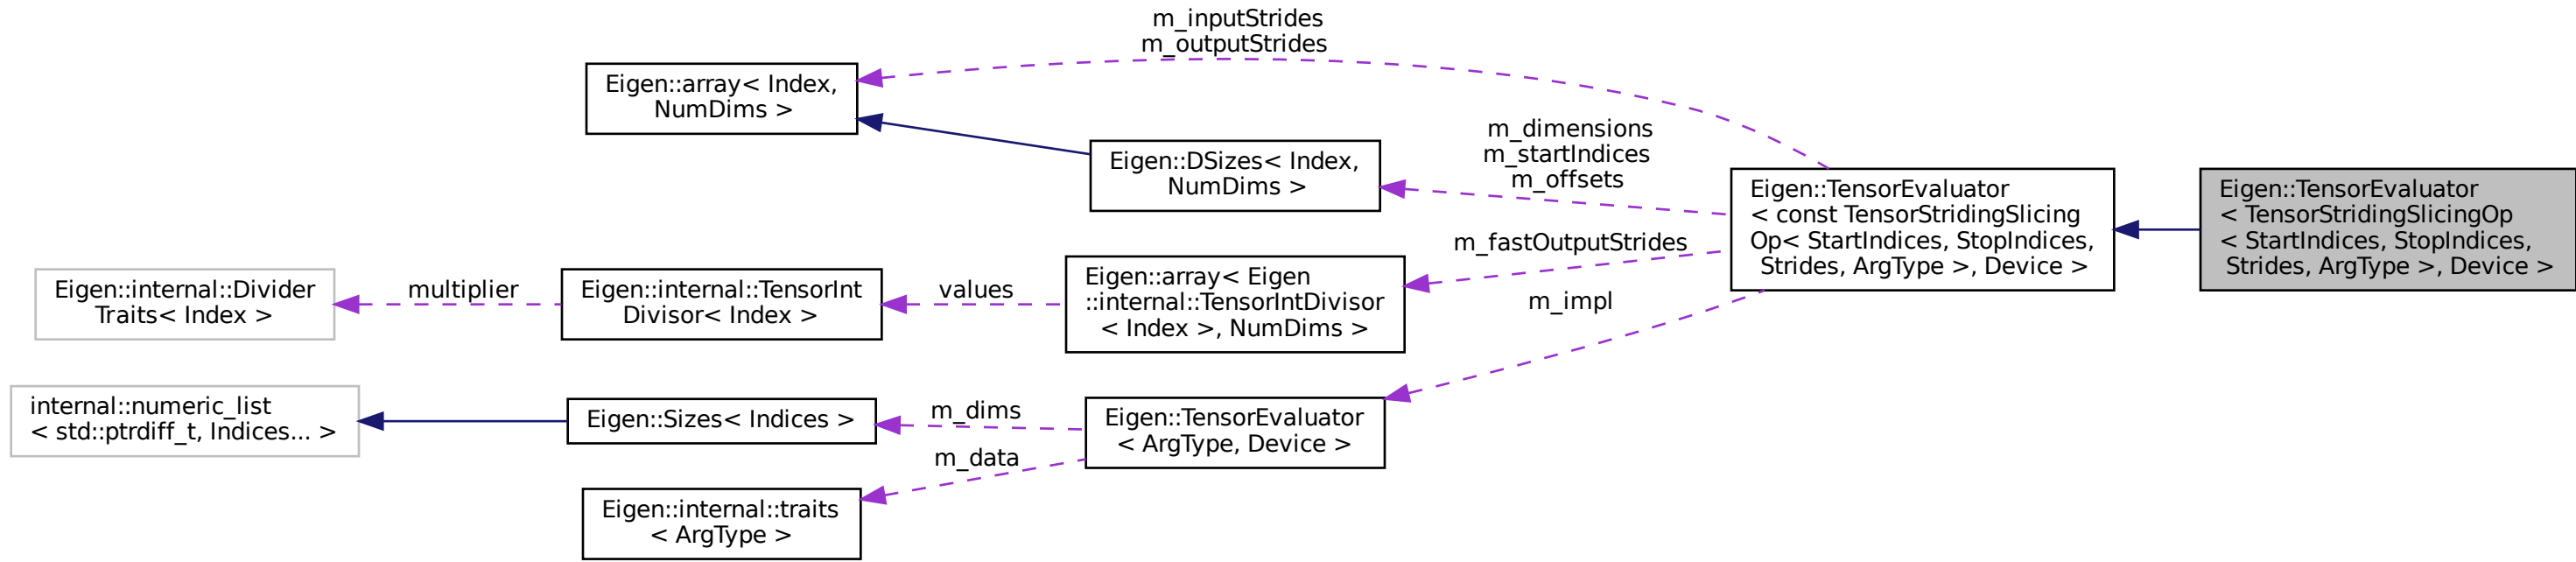 m_inputStrides
m_outputStrides
Eigen::array< Index,
NumDims >
m_dimensions
m_startIndices
m_offsets
Eigen::DSizes< Index,
NumDims >
Eigen::TensorEvaluator
< const TensorStridingSlicing
Op< StartIndices, StopIndices,
Strides, ArgType >, Device >
Eigen::TensorEvaluator
< TensorStridingSlicingOp
< StartIndices, StopIndices,
Strides, ArgType >, Device >
m_fastOutputStrides
Eigen::internal::Divider
Traits< Index >
multiplier
Eigen::internal::TensorInt
Divisor< Index >
values
Eigen::array< Eigen
::internal::TensorIntDivisor
< Index >, NumDims >
m_impl
internal::numeric_list
< std::ptrdiff_t, Indices... >
Eigen::Sizes< Indices >
m_dims
Eigen::TensorEvaluator
< ArgType, Device >
m_data
Eigen::internal::traits
< ArgType >